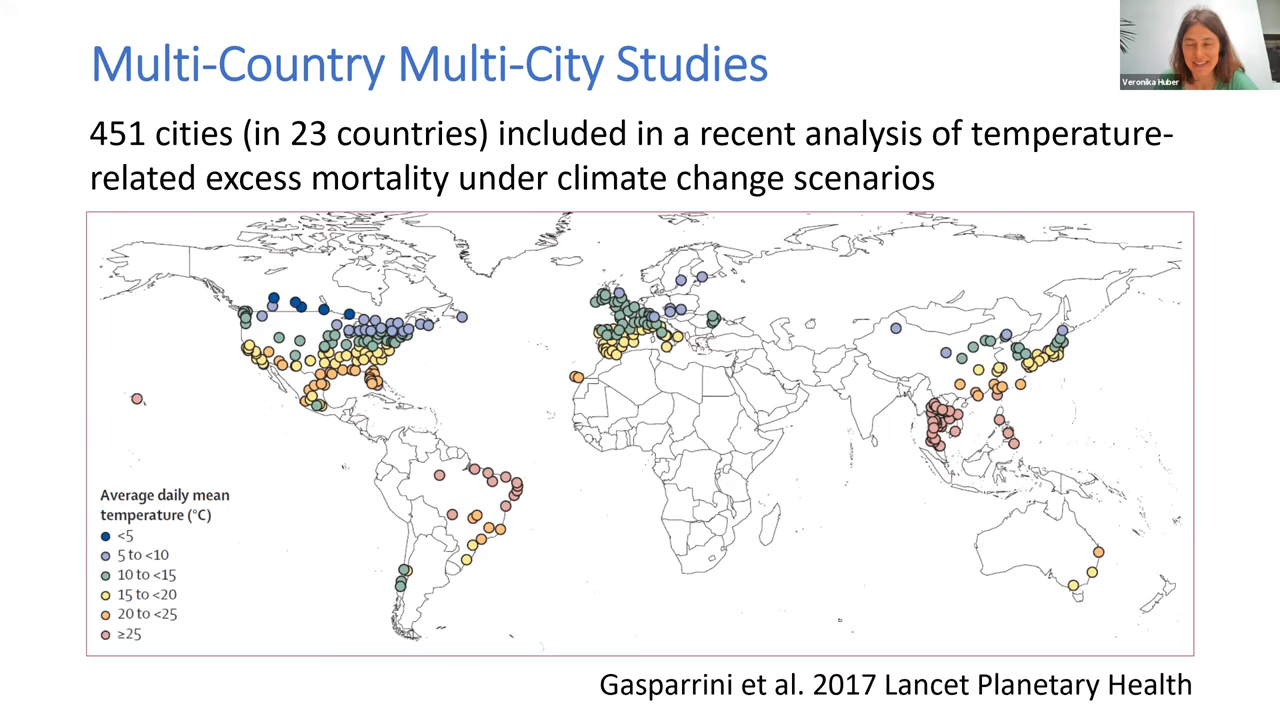 Multi-Country Multi-City Studies
Veronika Huber
451 cities (in 23 countries) included in a recent analysis of temperature-
related excess mortality under climate change scenarios
Average daily mean
temperature (°C)
<5
5 to <10
10 to <15
15 to <20
20 to <25
≥25
Gasparrini et al. 2017 Lancet Planetary Health